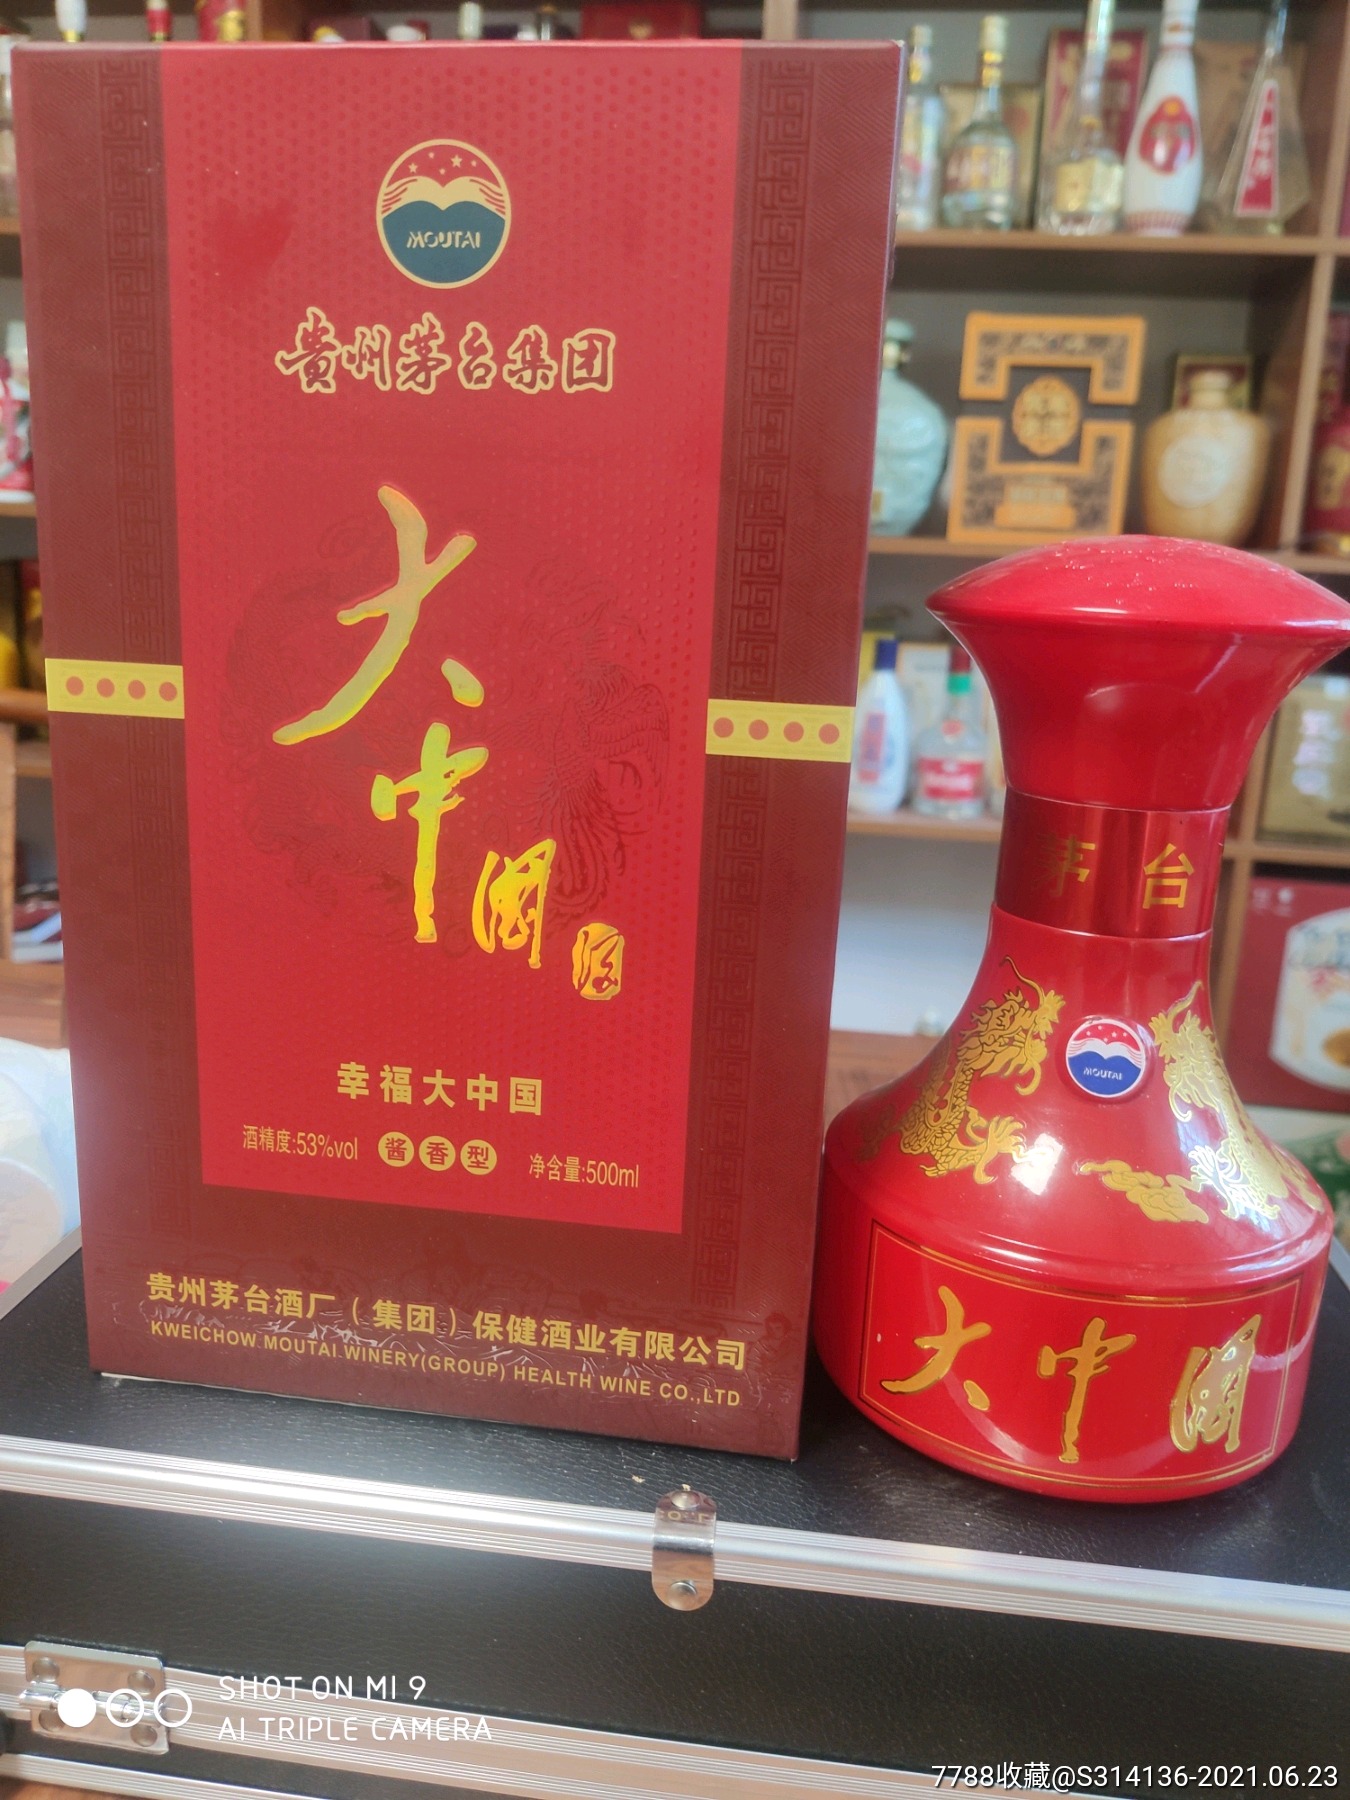 MOUTAI
贵州茅台集团
大中國
酒
幸福大中国
酒精度:53%vol 酱香型 净含量:500ml
贵州茅台酒厂（集团）保健酒业有限公司
KWEICHOW MOUTAI WINERY(GROUP) HEALTH WINE CO.,LTD
茅台
MOUTAI
大中國
SHOT ON MI 9
AI TRIPLE CAMERA
7788收藏@S314136-2021.06.23